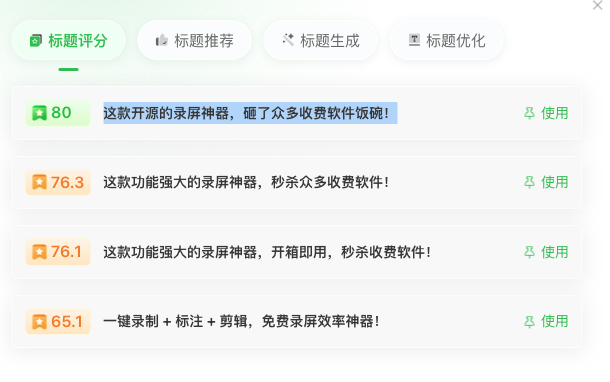 标题评分 标题推荐 标题生成 标题优化
80 这款开源的录屏神器，砸了众多收费软件饭碗！ 使用
76.3 这款功能强大的录屏神器，秒杀众多收费软件！ 使用
76.1 这款功能强大的录屏神器，开箱即用，秒杀收费软件！ 使用
65.1 一键录制 + 标注 + 剪辑，免费录屏效率神器！ 使用